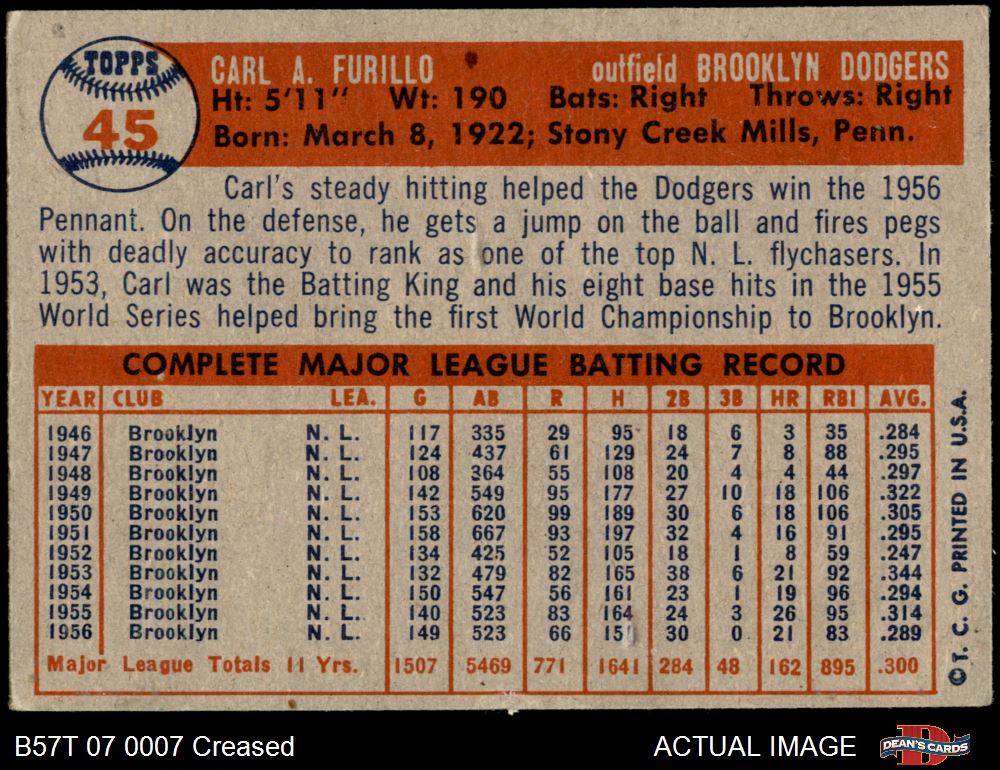 TOPPS
45
CARL A. FURILLO outfield BROOKLYN DODGERS
Ht: 5'11" Wt: 190 Bats: Right Throws: Right
Born: March 8, 1922; Stony Creek Mills, Penn.
Carl's steady hitting helped the Dodgers win the 1956
Pennant. On the defense, he gets a jump on the ball and fires pegs
with deadly accuracy to rank as one of the top N. L. flychasers. In
1953, Carl was the Batting King and his eight base hits in the 1955
World Series helped bring the first World Championship to Brooklyn.
COMPLETE MAJOR LEAGUE BATTING RECORD
YEAR CLUB LEA. G AB R H 2B 3B HR RBI AVG.
1946 Brooklyn N. L. 117 335 29 95 18 6 3 35 .284
1947 Brooklyn N. L. 124 437 61 129 24 7 8 88 .295
1948 Brooklyn N. L. 108 364 55 108 20 4 4 44 .297
1949 Brooklyn N. L. 142 549 95 177 27 10 18 106 .322
1950 Brooklyn N. L. 153 620 99 189 30 6 18 106 .305
1951 Brooklyn N. L. 158 667 93 197 32 4 16 91 .295
1952 Brooklyn N. L. 134 425 52 105 18 1 8 59 .247
1953 Brooklyn N. L. 132 479 82 165 38 6 21 92 .344
1954 Brooklyn N. L. 150 547 56 161 23 1 19 96 .294
1955 Brooklyn N. L. 140 523 83 164 24 3 26 95 .314
1956 Brooklyn N. L. 149 523 66 151 30 0 21 83 .289
Major League Totals 11 Yrs. 1507 5469 771 1641 284 48 162 895 .300
©T. C. G. PRINTED IN U.S.A.
B57T 07 0007 Creased ACTUAL IMAGE
D
DEAN'S CARDS